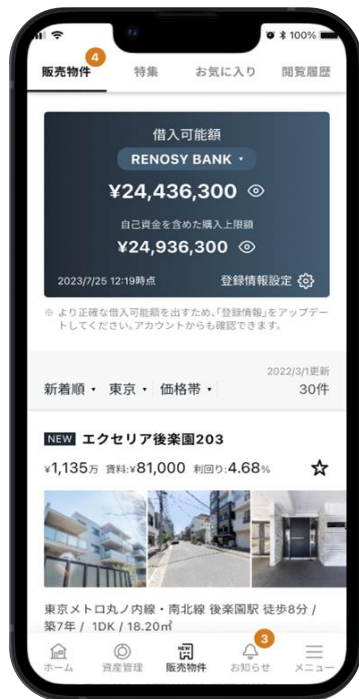 100%
4
販売物件 特集 お気に入り 閲覧履歴
借入可能額
RENOSY BANK
¥24,436,300
自己資金を含めた購入上限額
¥24,936,300
2023/7/25 12:19時点 登録情報設定
※ より正確な借入可能額を出すため、「登録情報」をアップデー
トしてください。アカウントからも確認できます。
2022/3/1更新
新着順 東京 価格帯 30件
NEW エクセリア後楽園203
¥1,135万 賃料:¥81,000 利回り:4.68%
東京メトロ丸ノ内線・南北線 後楽園駅 徒歩8分 /
築7年 / 1DK / 18.20㎡
NEW 3
ホーム 資産管理 販売物件 お知らせ メニュー